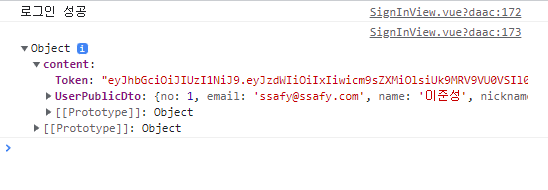 로그인 성공 SignInView.vue?daac:172
SignInView.vue?daac:173
▼Object i
▼content:
Token: "eyJhbGciOiJIUzI1NiJ9.eyJzdWIiOiIxIiwicm9sZXMiOlsiUk9MRV9VU0VSIl0
▶UserPublicDto: {no: 1, email: 'ssafy@ssafy.com', name: '이준성', nicknam
▶[[Prototype]]: Object
▶[[Prototype]]: Object
>